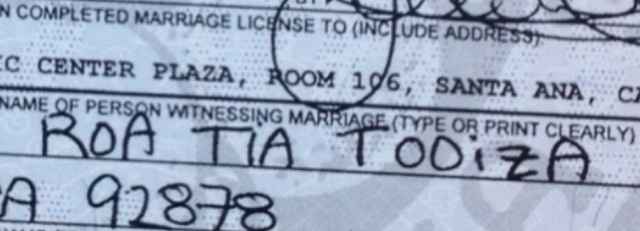 N COMPLETED MARRIAGE LICENSE TO (INCLUDE ADDRESS)
C CENTER PLAZA, ROOM 106, SANTA ANA, CA
NAME OF PERSON WITNESSING MARRIAGE (TYPE OR PRINT CLEARLY)
ROA TIA TOOIZA
A 92878